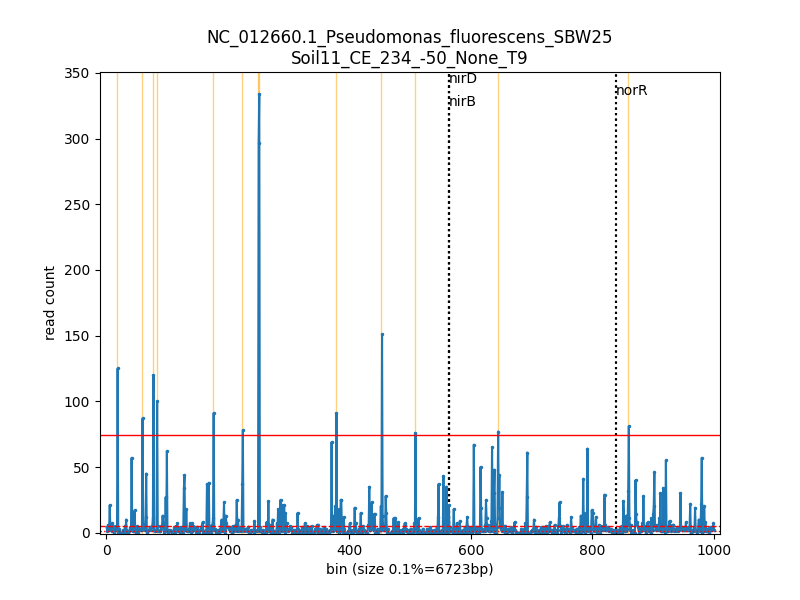 NC_012660.1_Pseudomonas_fluorescens_SBW25
Soil11_CE_234_-50_None_T9
350
300
250
200
150
100
50
0
read count
nirD
nirB
norR
0
200
400
600
800
1000
bin (size 0.1%=6723bp)